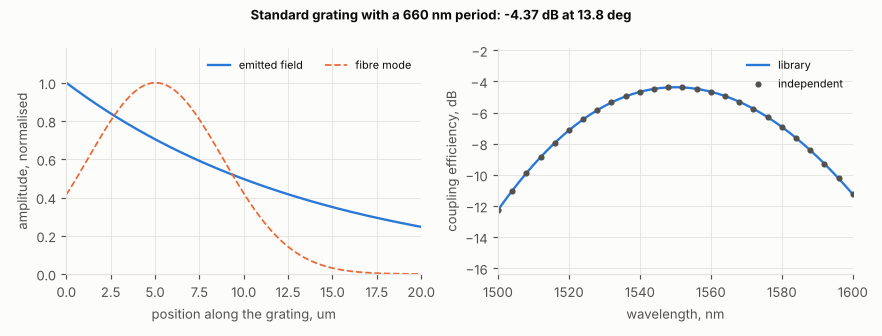 Standard grating with a 660 nm period: -4.37 dB at 13.8 deg
amplitude, normalised
1.0
0.8
0.6
0.4
0.2
0.0
emitted field
fibre mode
0.0 2.5 5.0 7.5 10.0 12.5 15.0 17.5 20.0
position along the grating, um
coupling efficiency, dB
−2
−4
−6
−8
−10
−12
−14
−16
library
independent
1500 1520 1540 1560 1580 1600
wavelength, nm